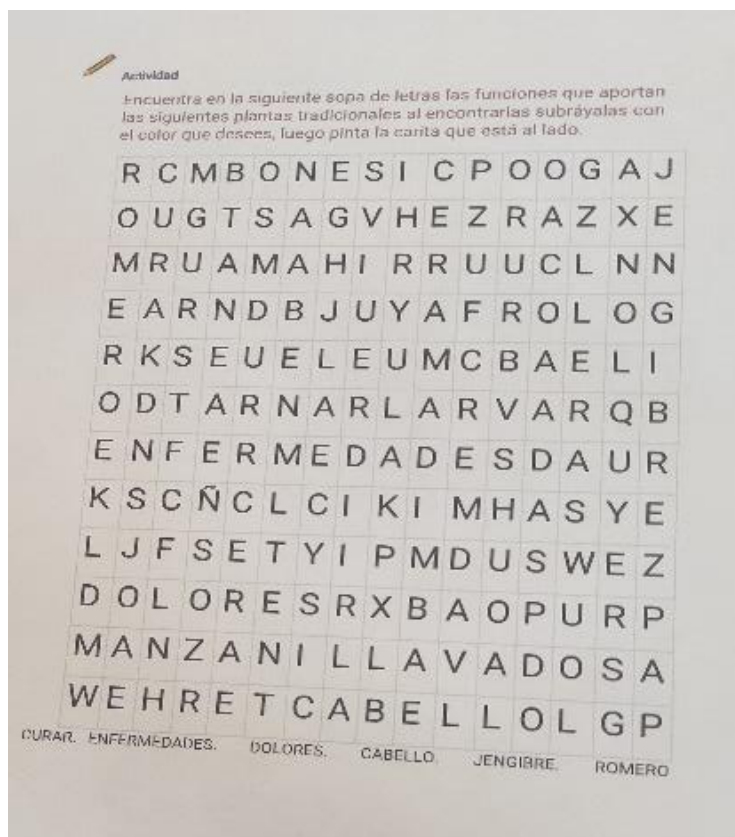 Actividad
Encuentra en la siguiente sopa de letras las funciones que aportan
las siguientes plantas tradicionales al encontrarlas subráyalas con
el color que desees, luego pinta la carita que está al lado.
R C M B O N E S I C P O O G A J
O U G T S A G V H E Z R A Z X E
M R U A M A H I R R U U C L N N
E A R N D B J U Y A F R O L O G
R K S E U E L E U M C B A E L I
O D T A R N A R L A R V A R Q B
E N F E R M E D A D E S D A U R
K S C Ñ C L C I K I M H A S Y E
L J F S E T Y I P M D U S W E Z
D O L O R E S R X B A O P U R P
M A N Z A N I L L A V A D O S A
W E H R E T C A B E L L O L G P
CURAR. ENFERMEDADES. DOLORES. CABELLO. JENGIBRE. ROMERO